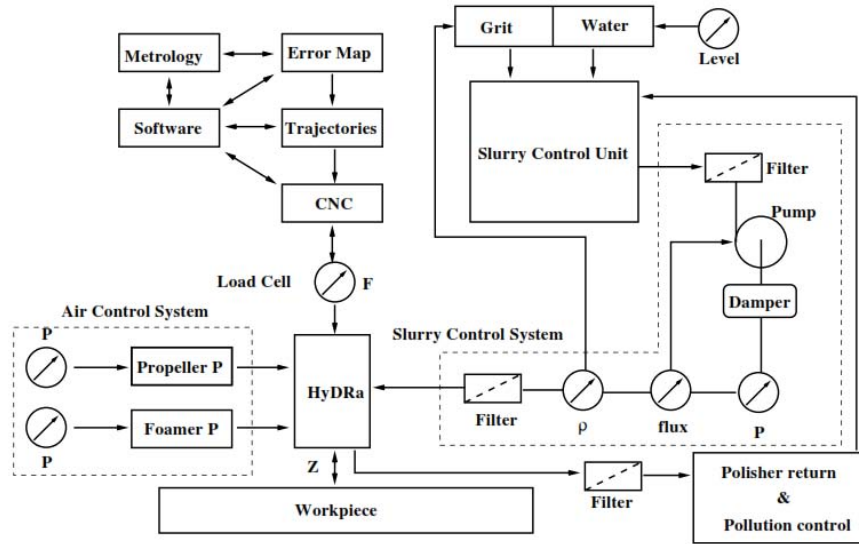 Grit
Water
Level
Metrology
Error Map
Software
Trajectories
Slurry Control Unit
Filter
CNC
Pump
Load Cell
F
Damper
Air Control System
Slurry Control System
P
Propeller P
HyDRa
P
Foamer P
Filter
ρ
flux
P
Z
Workpiece
Filter
Polisher return
&
Pollution control